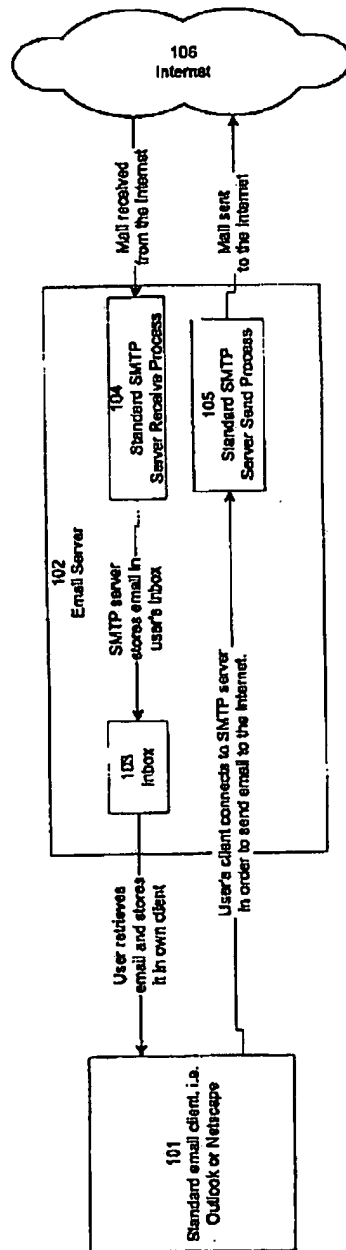 101
Standard email client, i.e.
Outlook or Netscape
User retrieves
email and stores
it in own client
102
Email Server
103
Inbox
SMTP server
stores email in
user's inbox
104
Standard SMTP
Server Receive Process
Mail received
from the Internet
106
Internet
User's client connects to SMTP server
in order to send email to the Internet.
105
Standard SMTP
Server Send Process
Mail sent
to the Internet